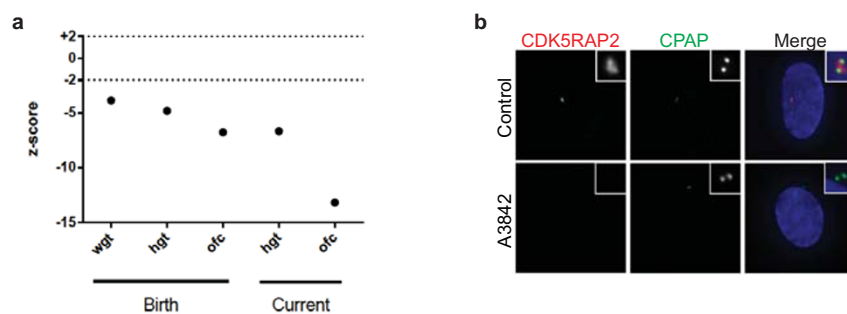 a
+2
0
-2
-5
-10
-15
z-score
wgt
hgt
ofc
hgt
ofc
Birth
Current
b
CDK5RAP2
CPAP
Merge
Control
A3842